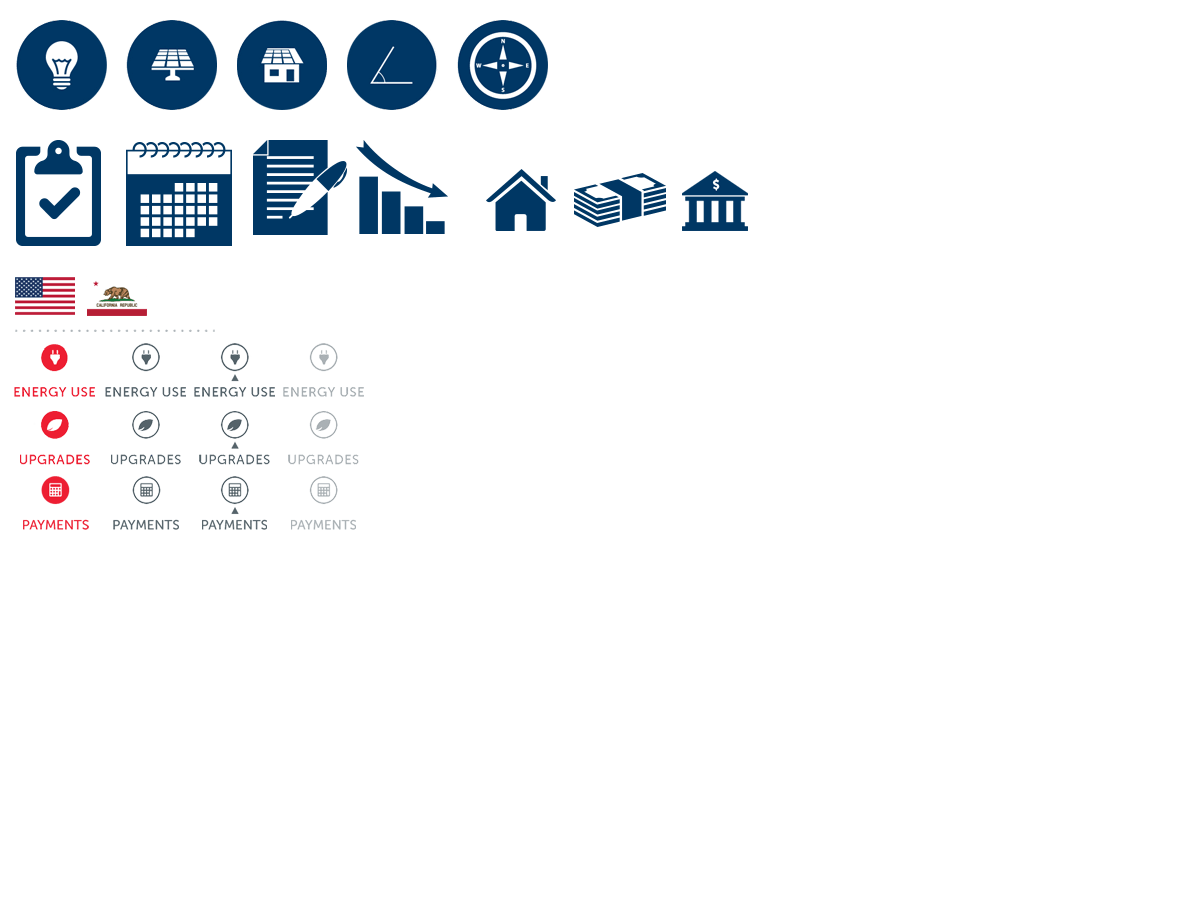 N
W E
S
$
CALIFORNIA REPUBLIC
ENERGY USE ENERGY USE ENERGY USE ENERGY USE
UPGRADES UPGRADES UPGRADES UPGRADES
PAYMENTS PAYMENTS PAYMENTS PAYMENTS